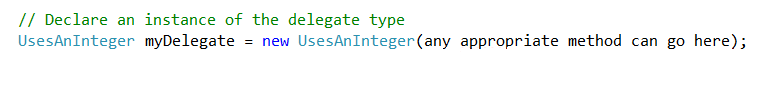 // Declare an instance of the delegate type
UsesAnInteger myDelegate = new UsesAnInteger(any appropriate method can go here);